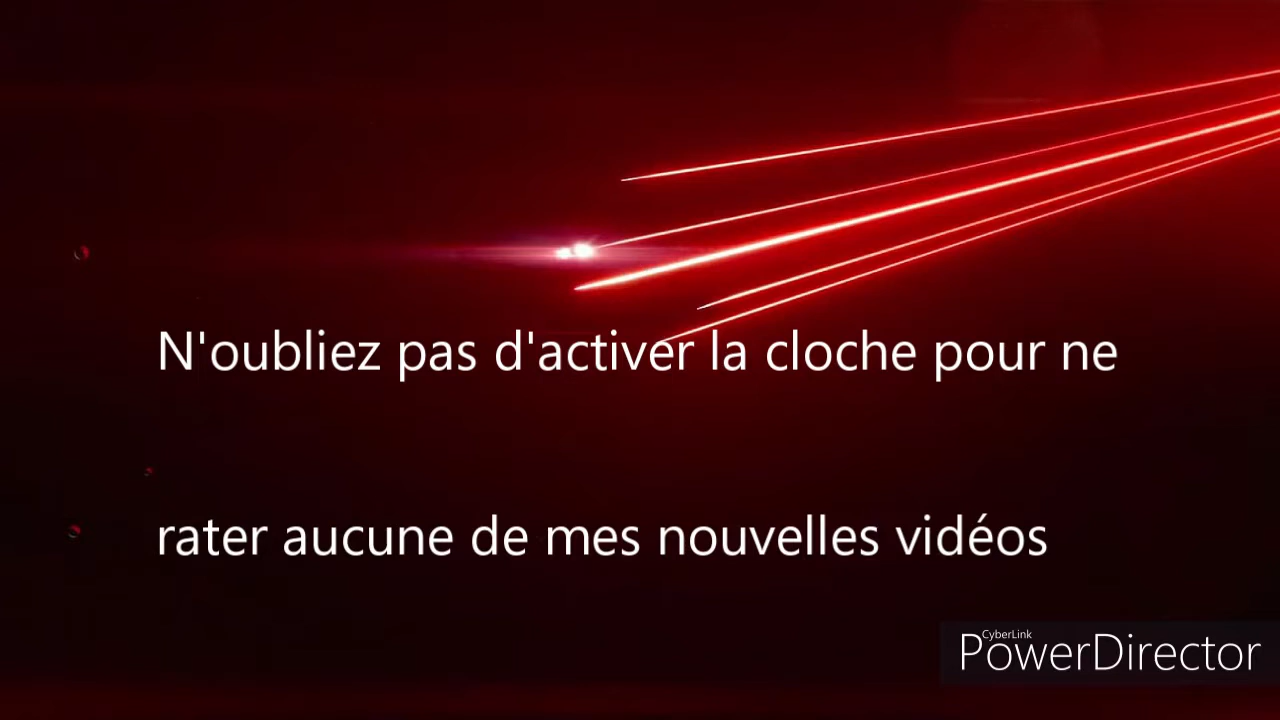 N'oubliez pas d'activer la cloche pour ne
rater aucune de mes nouvelles vidéos
CyberLink
PowerDirector